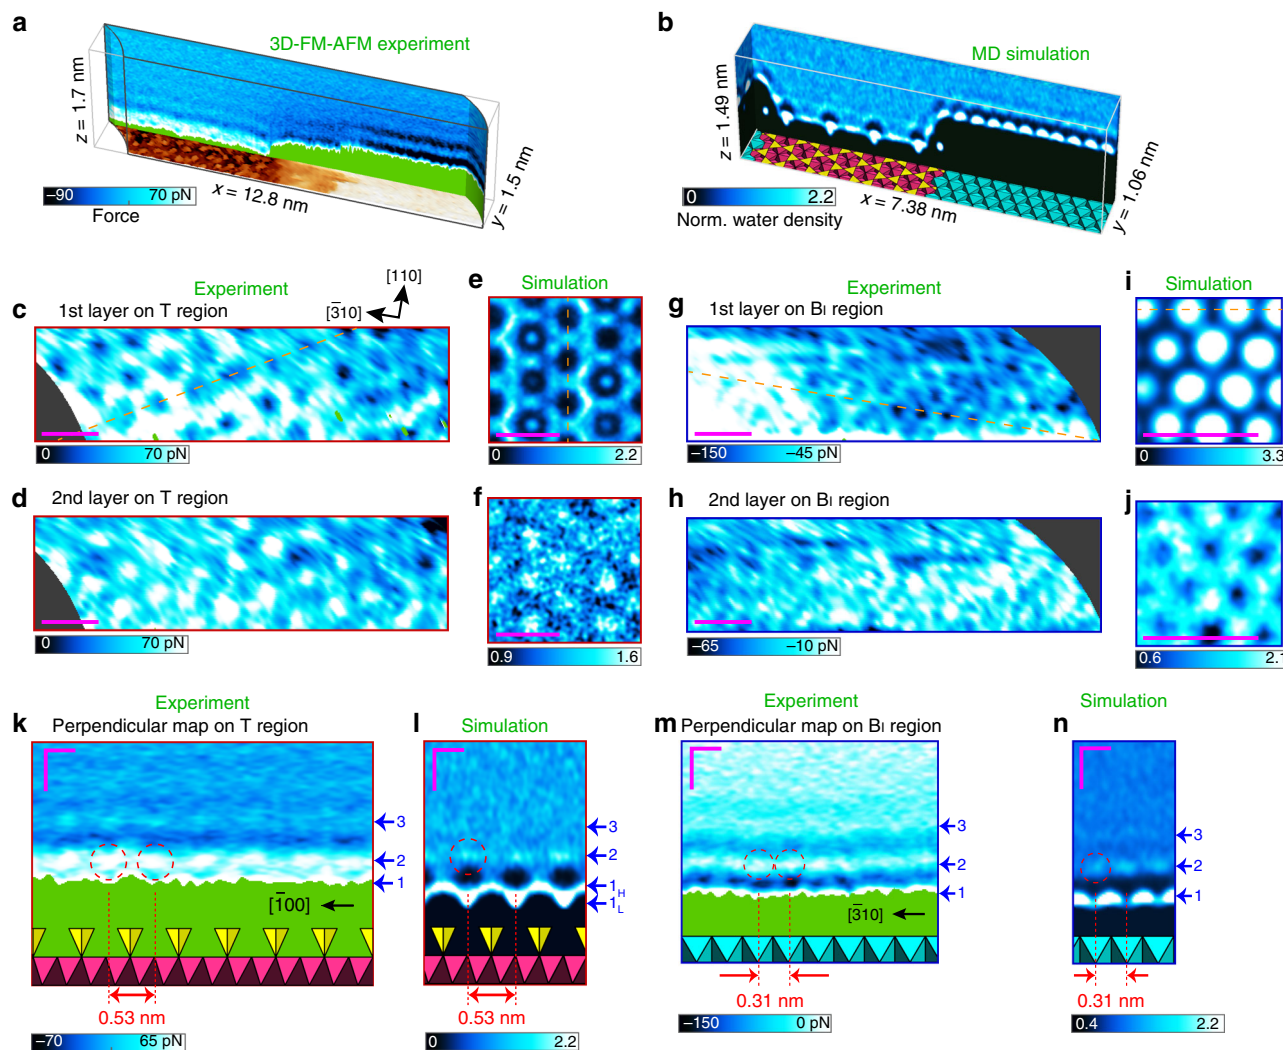 a
3D-FM-AFM experiment
z = 1.7 nm
x = 12.8 nm
y = 1.5 nm
–90 70 pN
Force
b
MD simulation
z = 1.49 nm
x = 7.38 nm
y = 1.06 nm
0 2.2
Norm. water density
Experiment
[110]
[3̄10]
c 1st layer on T region
0 70 pN
Simulation
e
0 2.2
Experiment
g 1st layer on BI region
–150 –45 pN
Simulation
i
0 3.3
d 2nd layer on T region
0 70 pN
f
0.9 1.6
h 2nd layer on BI region
–65 –10 pN
j
0.6 2.1
Experiment
k Perpendicular map on T region
3
2
1
[1̄00]
0.53 nm
–70 65 pN
Simulation
l
3
2
1H
1L
0.53 nm
0 2.2
Experiment
m Perpendicular map on BI region
3
2
1
[3̄10]
0.31 nm
–150 0 pN
Simulation
n
3
2
1
0.31 nm
0.4 2.2